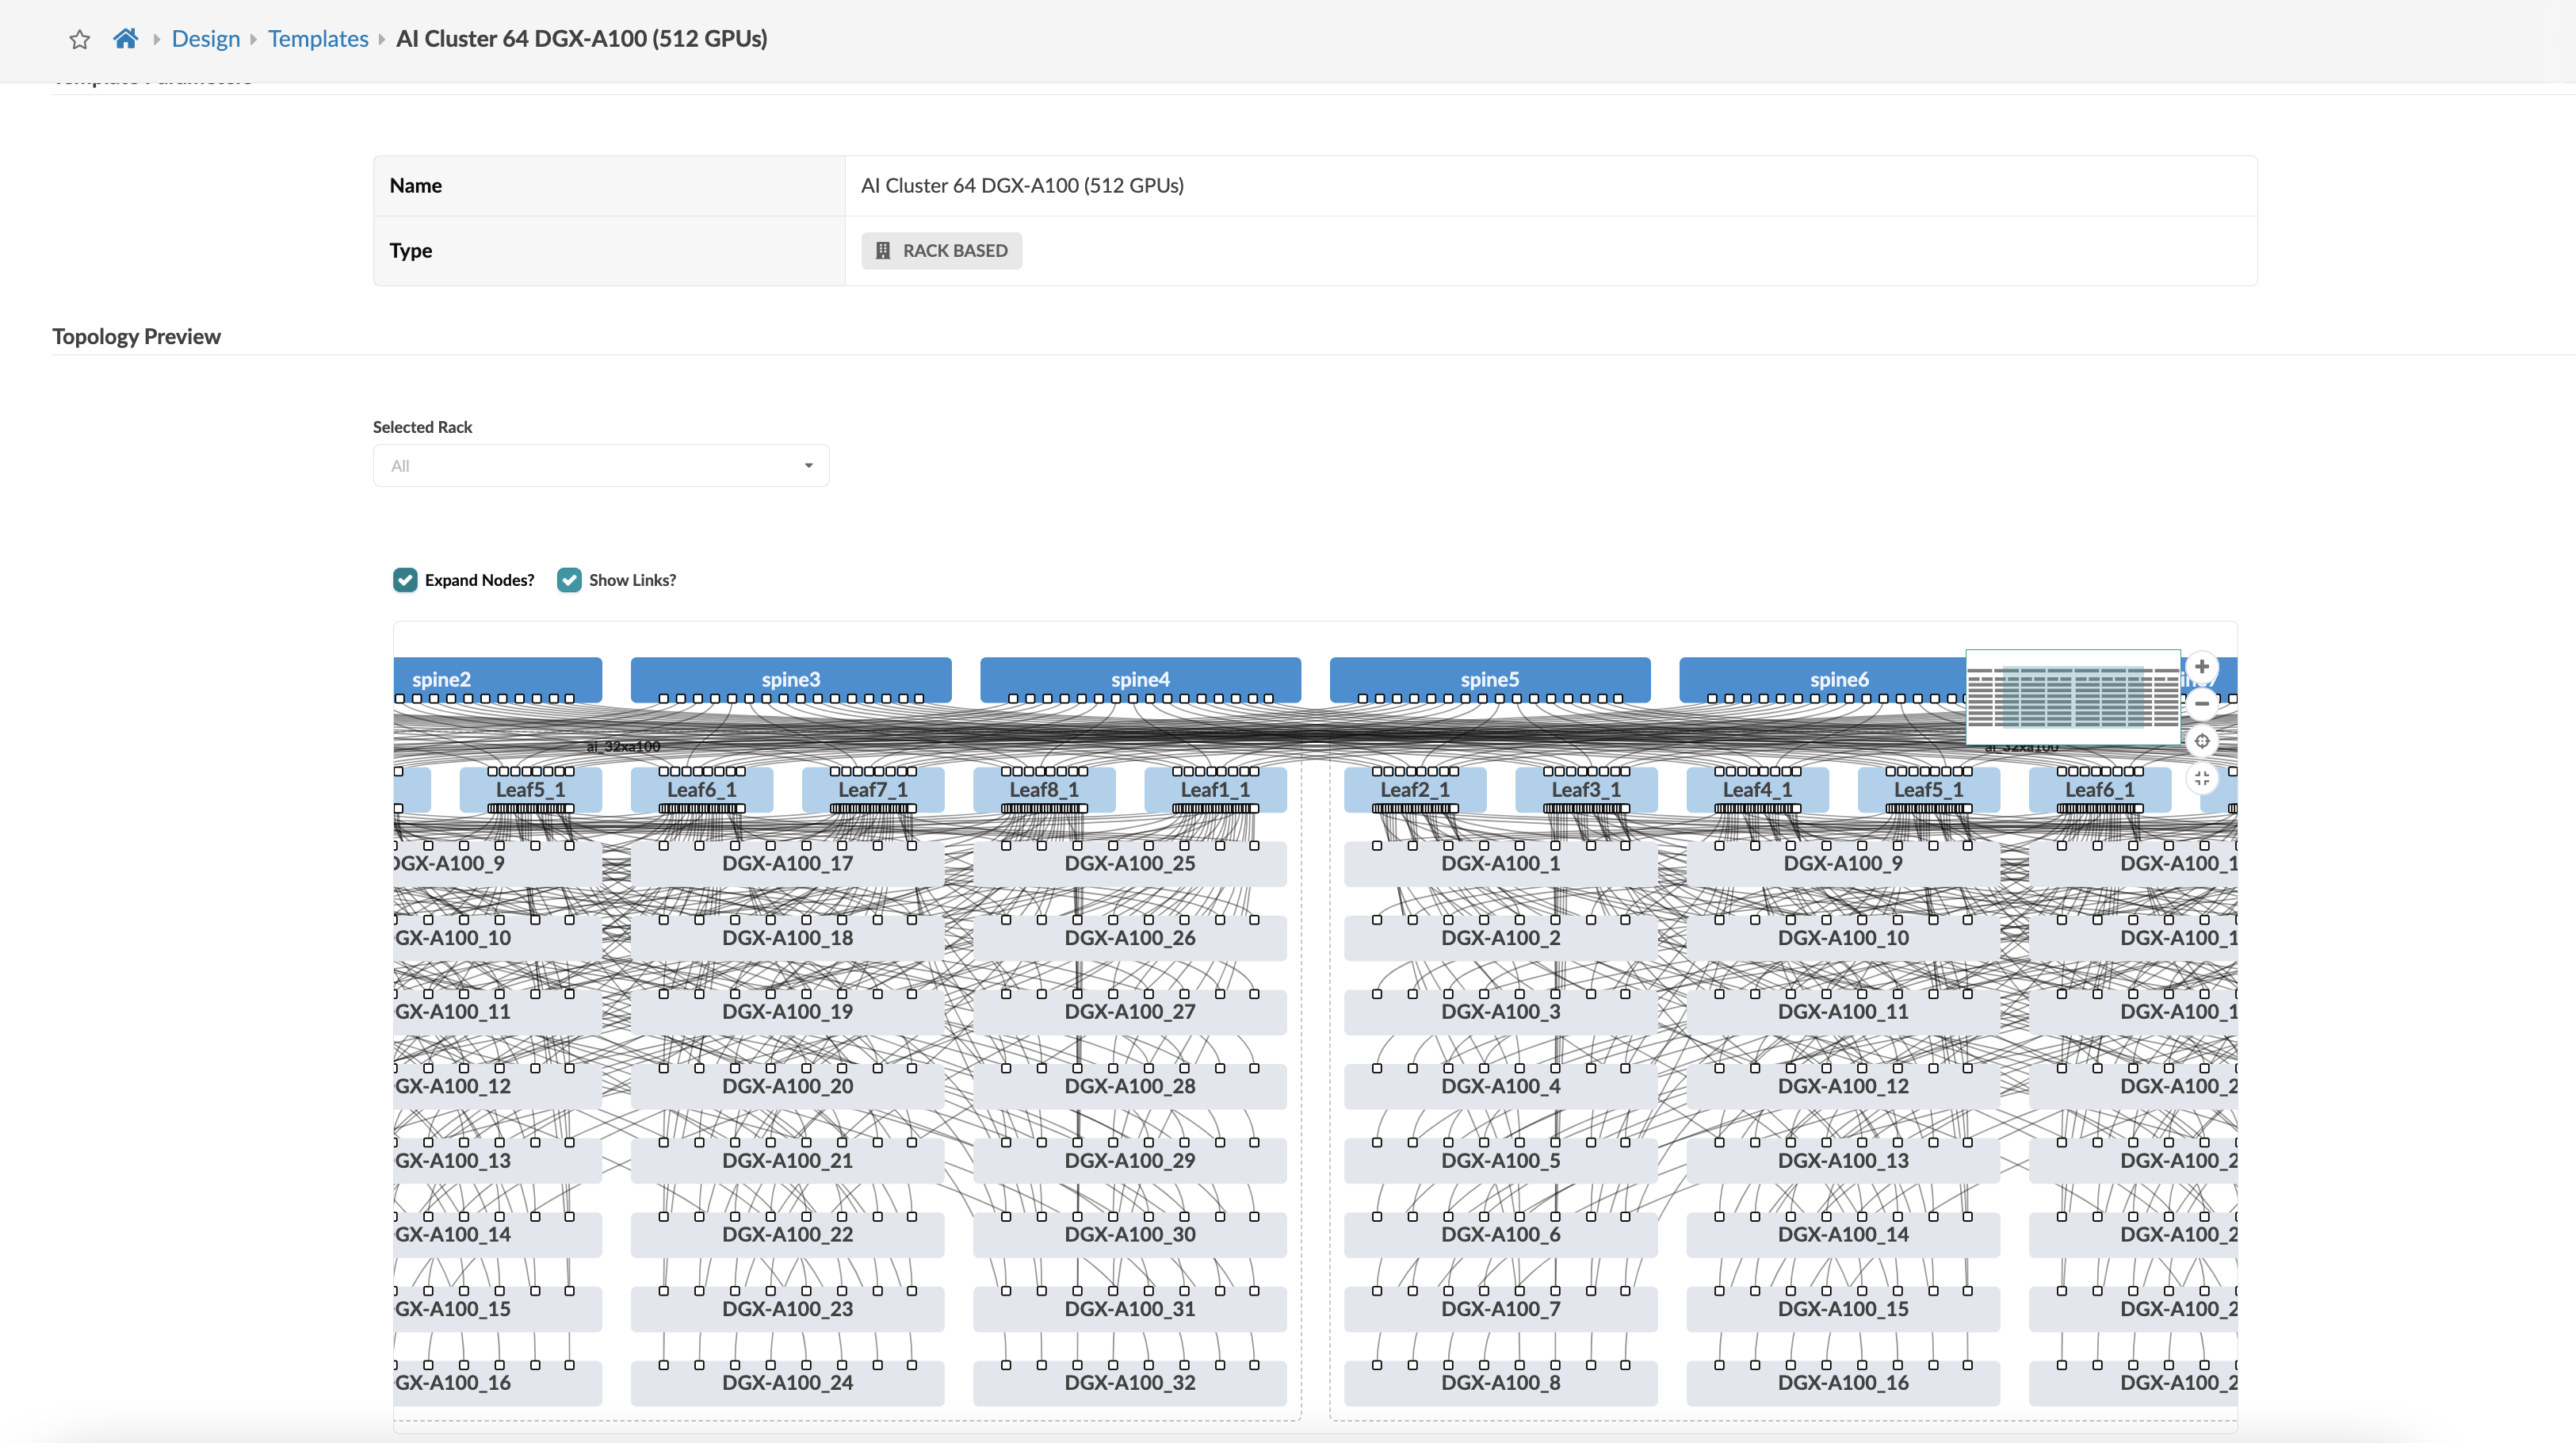 Design Templates AI Cluster 64 DGX-A100 (512 GPUs)
Name AI Cluster 64 DGX-A100 (512 GPUs)
Type RACK BASED
Topology Preview
Selected Rack
All
Expand Nodes? Show Links?
spine2 spine3 spine4 spine5 spine6
ai_32xa100 ai_32xa100
Leaf5_1 Leaf6_1 Leaf7_1 Leaf8_1 Leaf1_1 Leaf2_1 Leaf3_1 Leaf4_1 Leaf5_1 Leaf6_1
DGX-A100_9 DGX-A100_17 DGX-A100_25 DGX-A100_1 DGX-A100_9 DGX-A100_1
GX-A100_10 DGX-A100_18 DGX-A100_26 DGX-A100_2 DGX-A100_10 DGX-A100_1
GX-A100_11 DGX-A100_19 DGX-A100_27 DGX-A100_3 DGX-A100_11 DGX-A100_1
GX-A100_12 DGX-A100_20 DGX-A100_28 DGX-A100_4 DGX-A100_12 DGX-A100_2
GX-A100_13 DGX-A100_21 DGX-A100_29 DGX-A100_5 DGX-A100_13 DGX-A100_2
GX-A100_14 DGX-A100_22 DGX-A100_30 DGX-A100_6 DGX-A100_14 DGX-A100_2
GX-A100_15 DGX-A100_23 DGX-A100_31 DGX-A100_7 DGX-A100_15 DGX-A100_2
GX-A100_16 DGX-A100_24 DGX-A100_32 DGX-A100_8 DGX-A100_16 DGX-A100_2